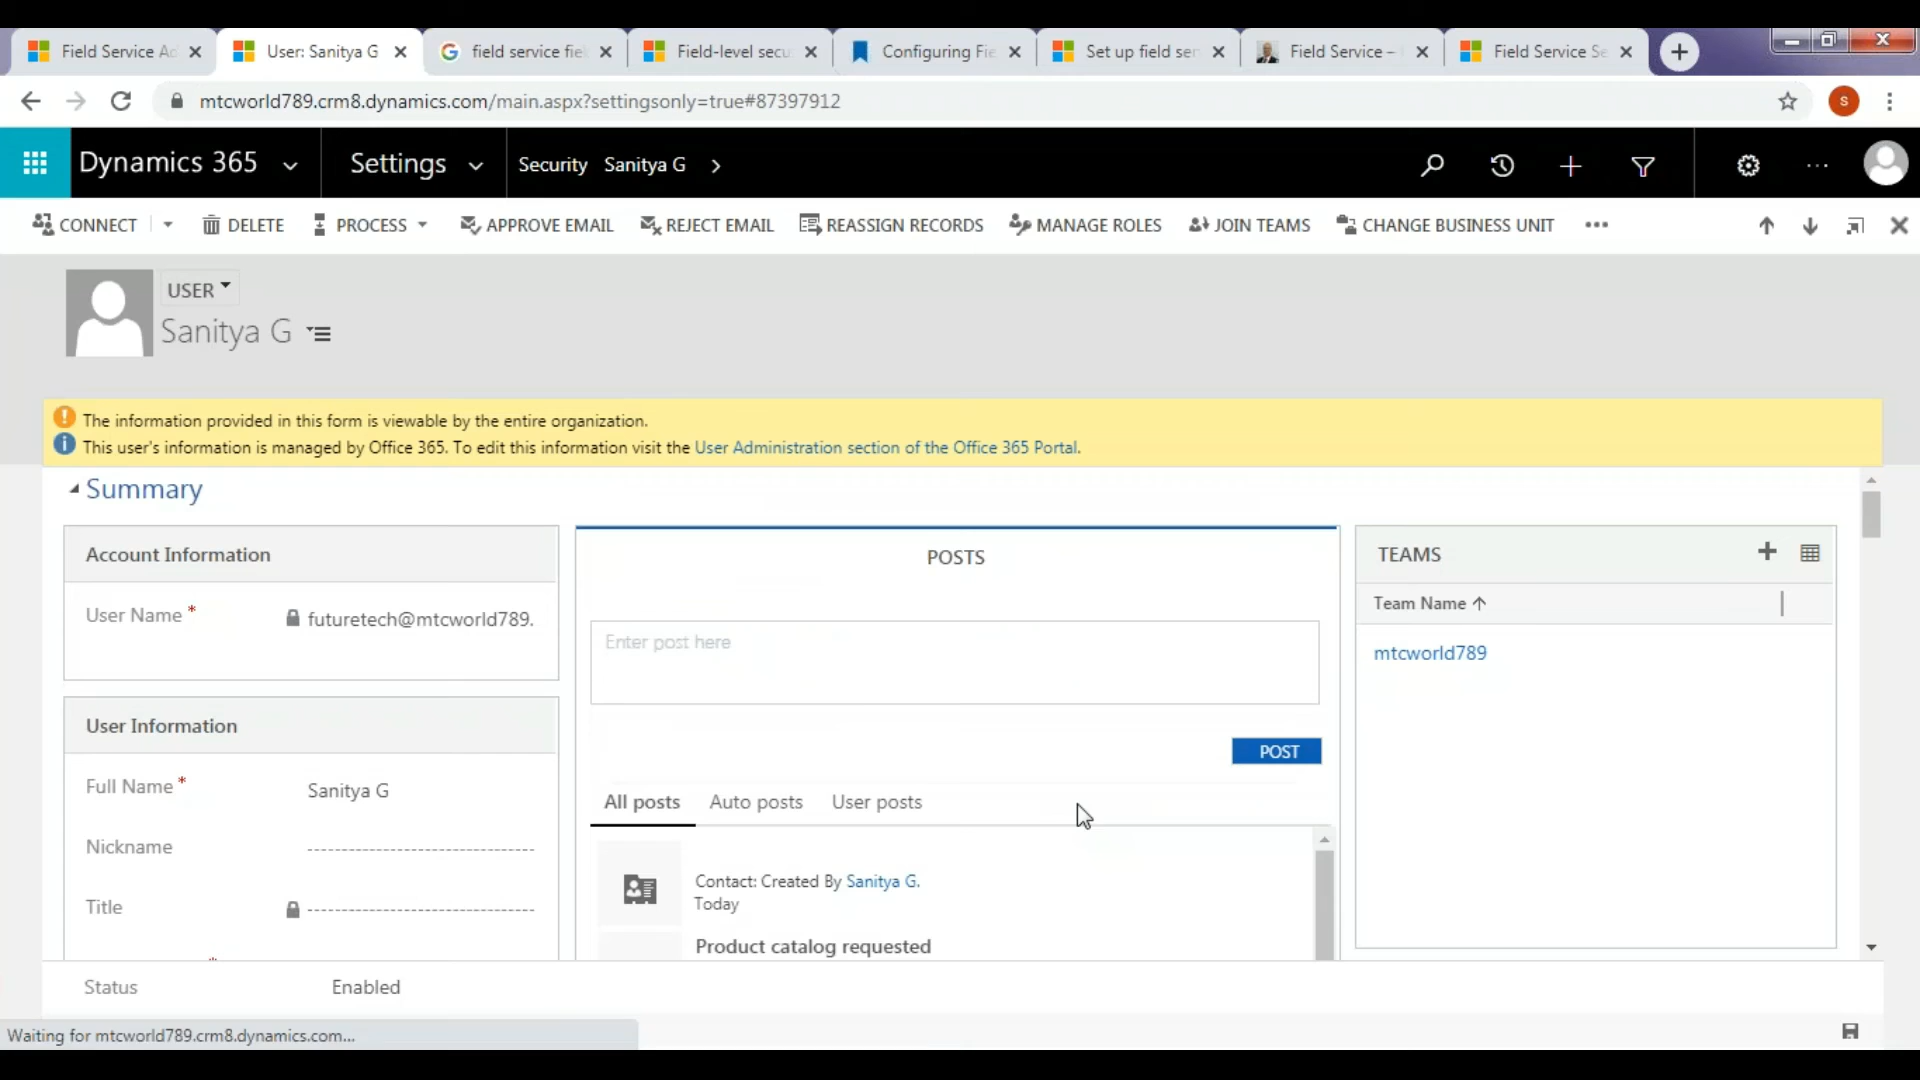 Field Service Ad
User: Sanitya G
field service fiel
Field-level secu
Configuring Fie
Set up field ser
Field Service –
Field Service Se
mtcworld789.crm8.dynamics.com/main.aspx?settingsonly=true#87397912
s
Dynamics 365
Settings
Security Sanitya G
CONNECT
DELETE
PROCESS
APPROVE EMAIL
REJECT EMAIL
REASSIGN RECORDS
MANAGE ROLES
JOIN TEAMS
CHANGE BUSINESS UNIT
USER
Sanitya G
The information provided in this form is viewable by the entire organization.
This user's information is managed by Office 365. To edit this information visit the User Administration section of the Office 365 Portal.
Summary
Account Information
User Name *
futuretech@mtcworld789.
User Information
Full Name *
Sanitya G
Nickname
Title
POSTS
Enter post here
POST
All posts
Auto posts
User posts
Contact: Created By Sanitya G.
Today
Product catalog requested
TEAMS
Team Name
mtcworld789
Status
Enabled
Waiting for mtcworld789.crm8.dynamics.com...